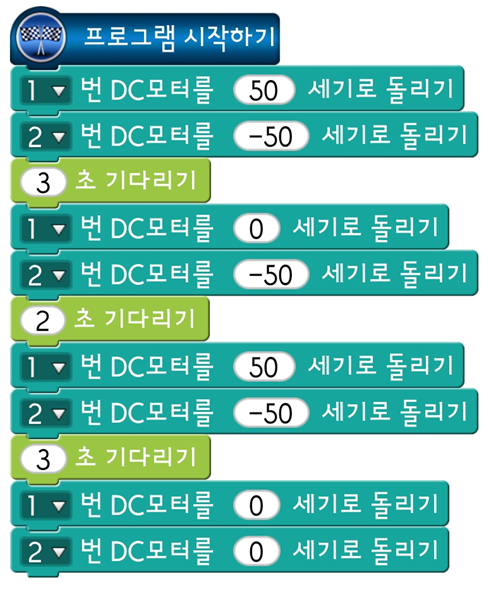 프로그램 시작하기
1 번 DC모터를 50 세기로 돌리기
2 번 DC모터를 -50 세기로 돌리기
3 초 기다리기
1 번 DC모터를 0 세기로 돌리기
2 번 DC모터를 -50 세기로 돌리기
2 초 기다리기
1 번 DC모터를 50 세기로 돌리기
2 번 DC모터를 -50 세기로 돌리기
3 초 기다리기
1 번 DC모터를 0 세기로 돌리기
2 번 DC모터를 0 세기로 돌리기